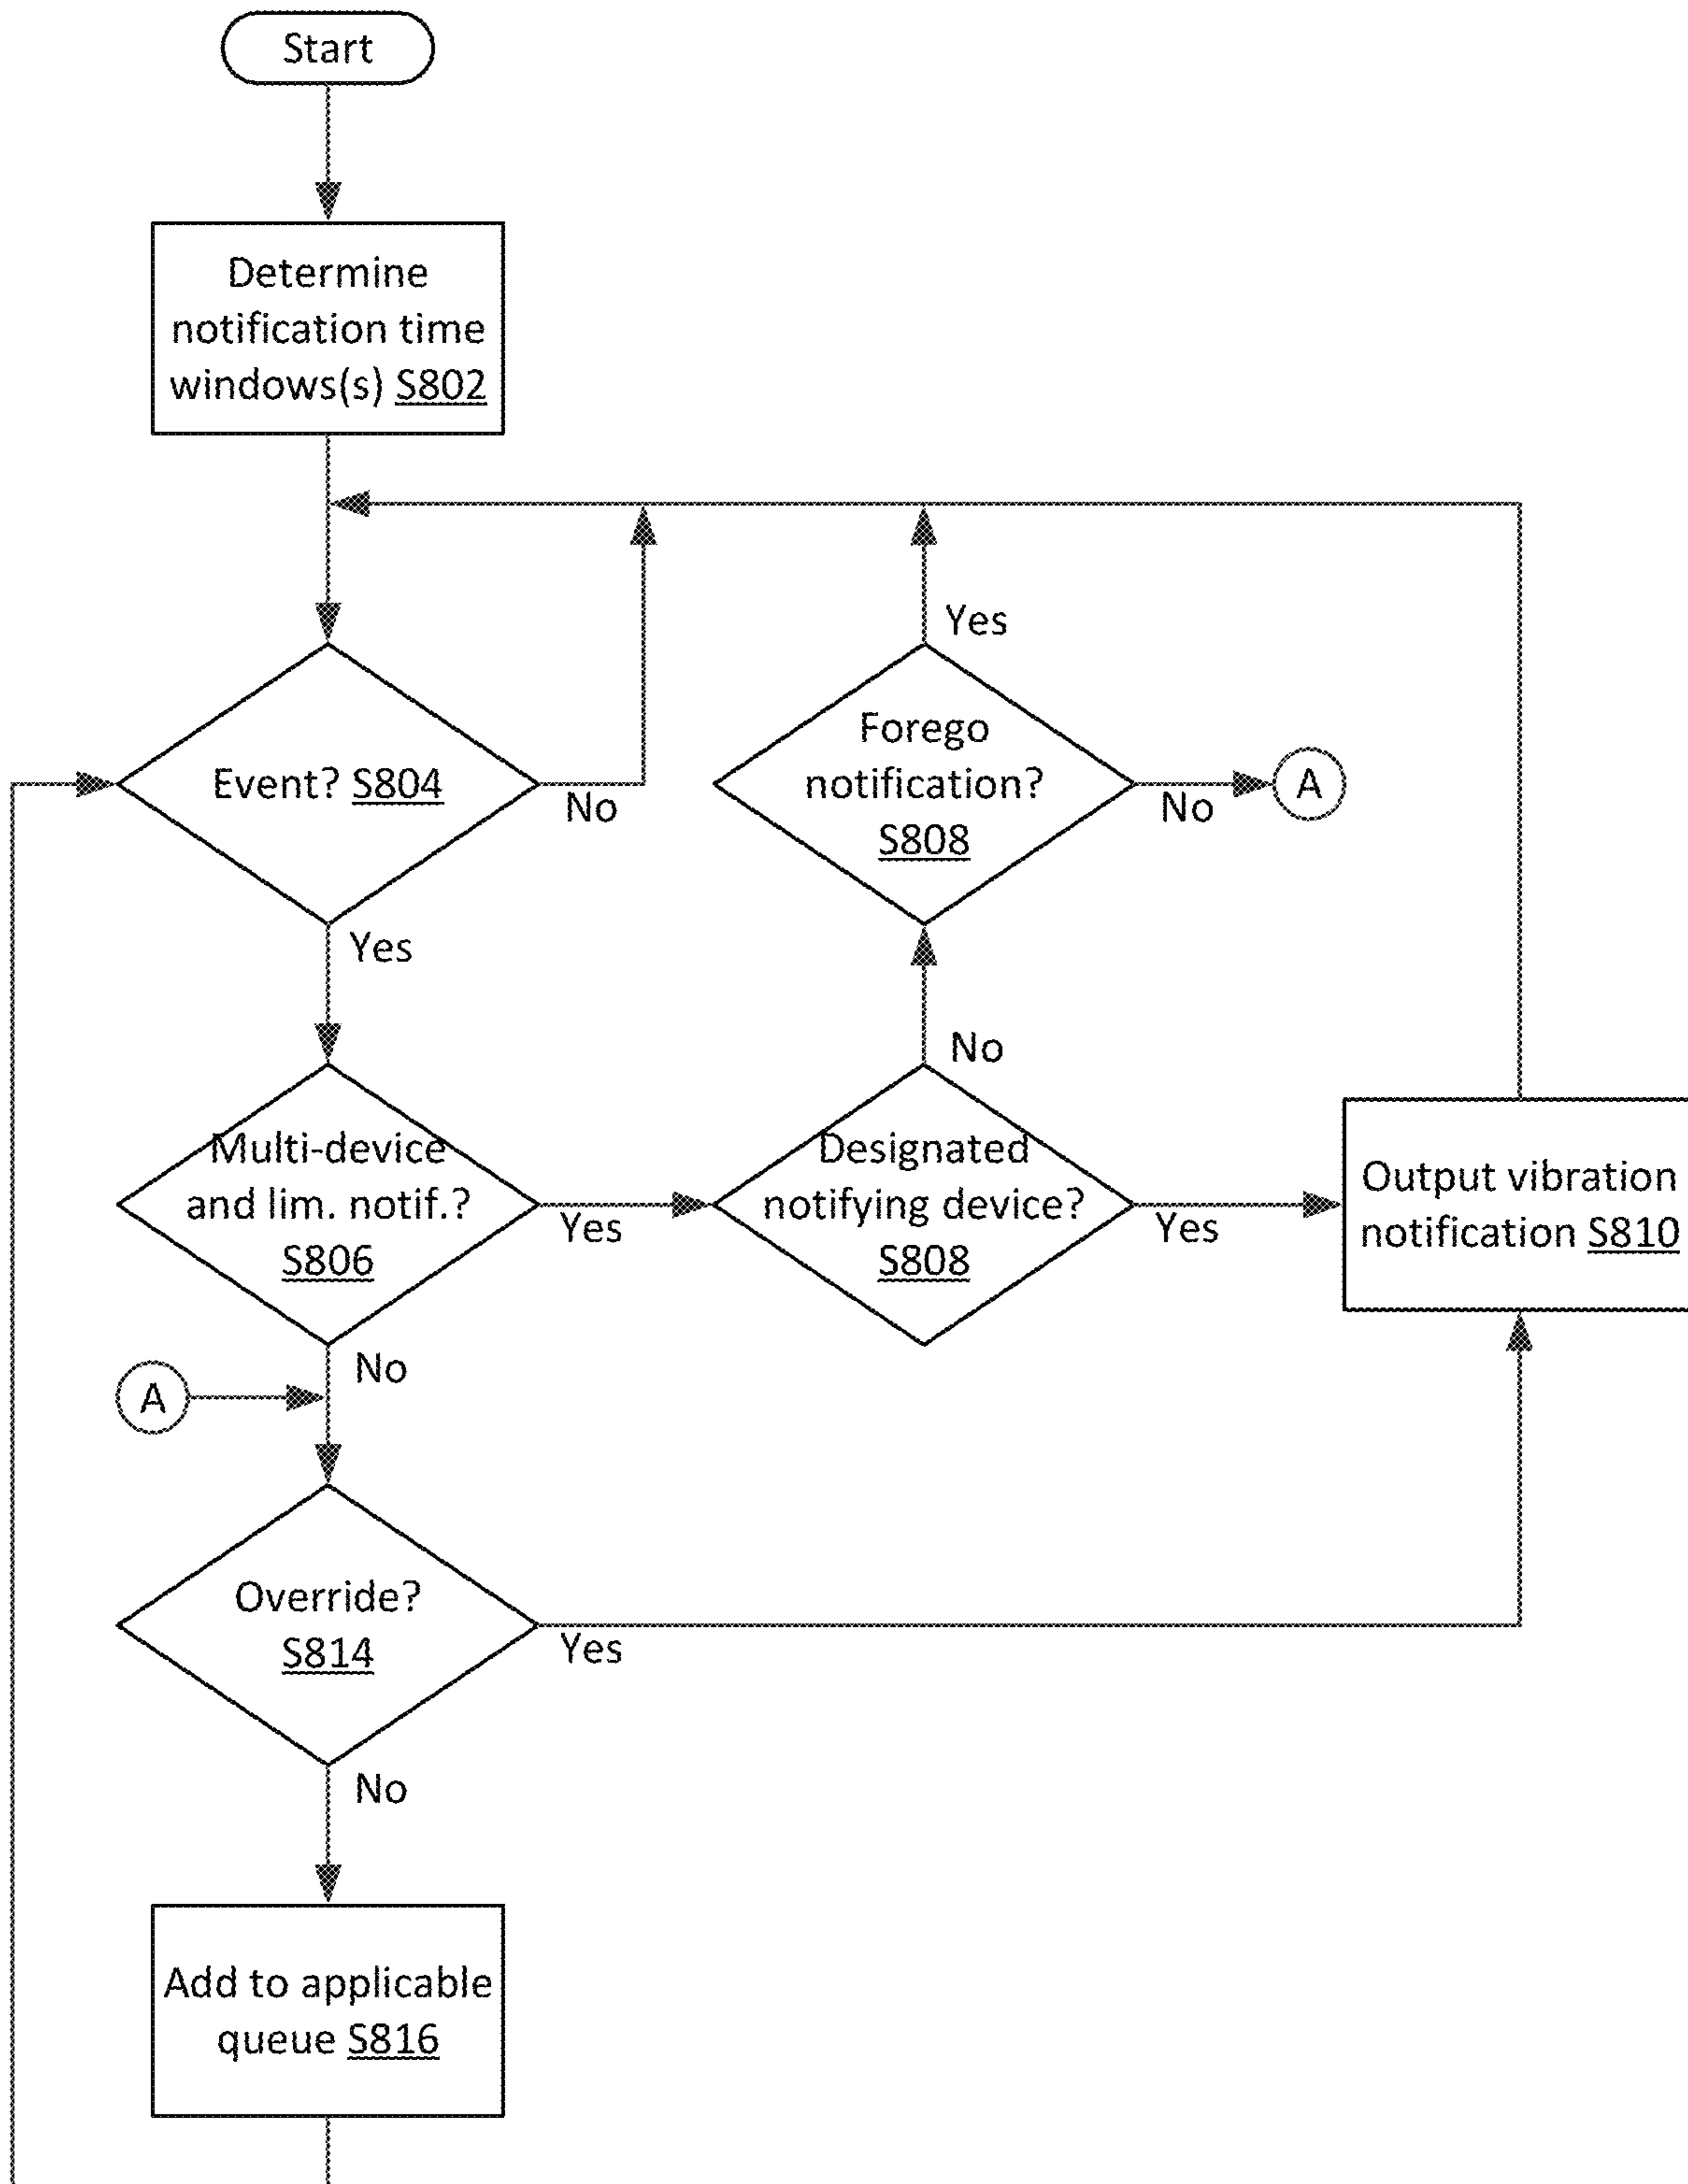 Start
Determine
notification time
windows(s) S802
Yes
Forego
notification?
S808
No
A
Event? S804
No
Yes
No
Multi-device
and lim. notif.?
S806
Yes
Designated
notifying device?
S808
Yes
Output vibration
notification S810
No
A
Override?
S814
Yes
No
Add to applicable
queue S816